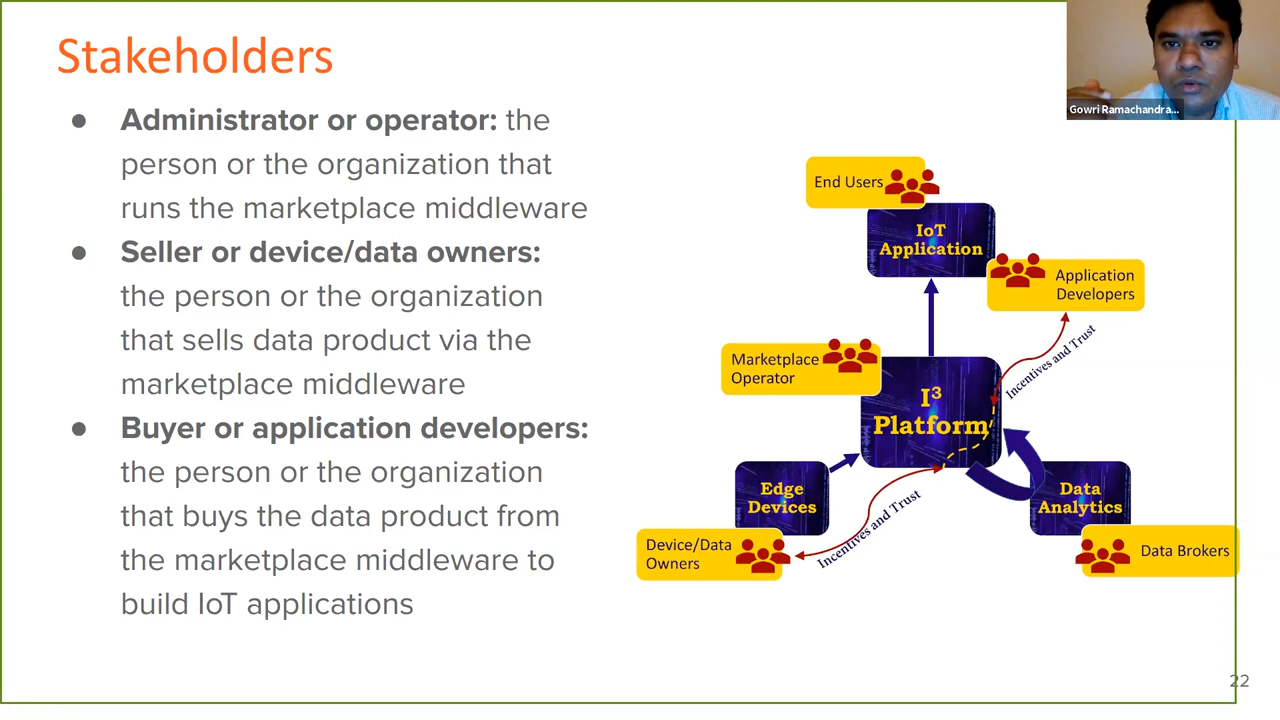 Stakeholders
● Administrator or operator: the
person or the organization that
runs the marketplace middleware
● Seller or device/data owners:
the person or the organization
that sells data product via the
marketplace middleware
● Buyer or application developers:
the person or the organization
that buys the data product from
the marketplace middleware to
build IoT applications
Gowri Ramachandra...
End Users
IoT
Application
Application
Developers
Incentives and Trust
Marketplace
Operator
I³
Platform
Edge
Devices
Data
Analytics
Incentives and Trust
Device/Data
Owners
Data Brokers
22